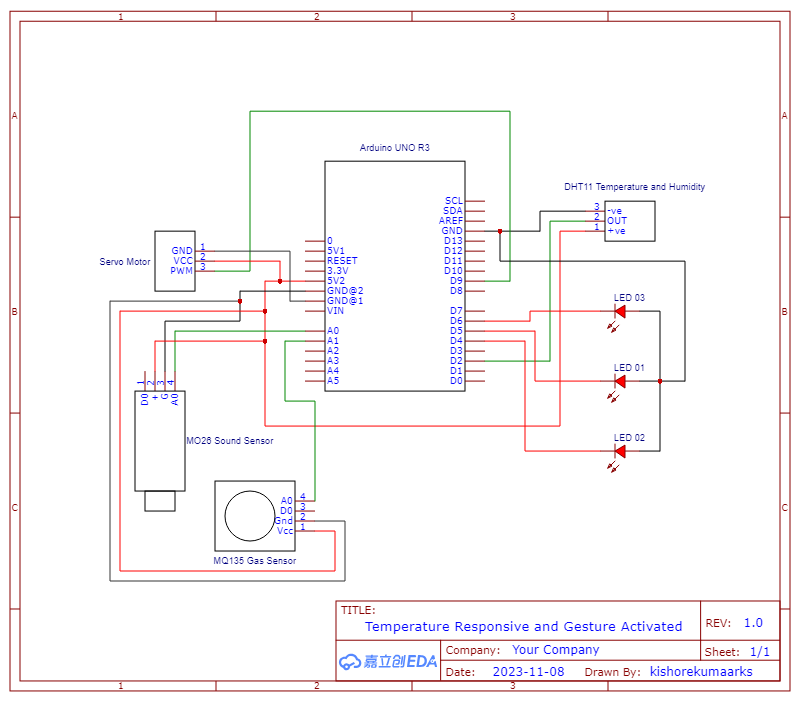 1 2 3
A A
Arduino UNO R3
DHT11 Temperature and Humidity
SCL
SDA
AREF
GND
D13
D12
D11
D10
D9
D8
D7
D6
D5
D4
D3
D2
D1
D0
3 -ve
2 OUT
1 +ve
Servo Motor
GND 1
VCC 2
PWM 3
0
5V1
RESET
3.3V
5V2
GND@2
GND@1
VIN
A0
A1
A2
A3
A4
A5
B B
LED 03
LED 01
LED 02
1 2 3 4
D0 + G A0
MO26 Sound Sensor
C C
A0 4
D0 3
Gnd 2
Vcc 1
MQ135 Gas Sensor
TITLE:
Temperature Responsive and Gesture Activated
REV: 1.0
嘉立创EDA
Company: Your Company
Sheet: 1/1
Date: 2023-11-08 Drawn By: kishorekumaarks
1 2 3